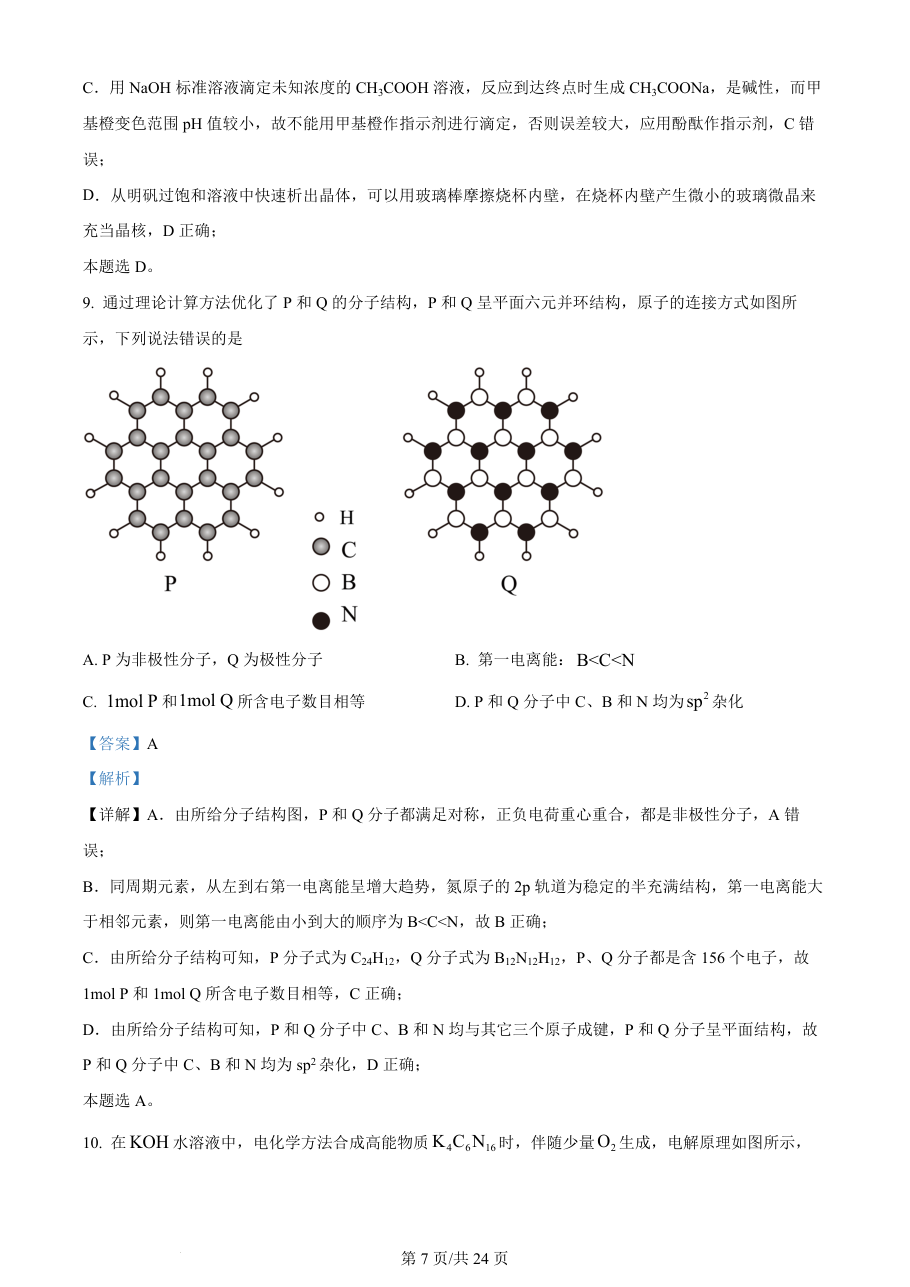 C．用 NaOH 标准溶液滴定未知浓度的 CH₃COOH 溶液，反应到达终点时生成 CH₃COONa，是碱性，而甲
基橙变色范围 pH 值较小，故不能用甲基橙作指示剂进行滴定，否则误差较大，应用酚酞作指示剂，C 错
误；
D．从明矾过饱和溶液中快速析出晶体，可以用玻璃棒摩擦烧杯内壁，在烧杯内壁产生微小的玻璃微晶来
充当晶核，D 正确；
本题选 D。
9. 通过理论计算方法优化了 P 和 Q 的分子结构，P 和 Q 呈平面六元并环结构，原子的连接方式如图所
示，下列说法错误的是
H
C
B
N
P
Q
A. P 为非极性分子，Q 为极性分子 B. 第一电离能：B<C<N
C. 1mol P 和1mol Q 所含电子数目相等 D. P 和 Q 分子中 C、B 和 N 均为sp²杂化
【答案】A
【解析】
【详解】A．由所给分子结构图，P 和 Q 分子都满足对称，正负电荷重心重合，都是非极性分子，A 错
误；
B．同周期元素，从左到右第一电离能呈增大趋势，氮原子的 2p 轨道为稳定的半充满结构，第一电离能大
于相邻元素，则第一电离能由小到大的顺序为 B<C<N，故 B 正确；
C．由所给分子结构可知，P 分子式为 C₂₄H₁₂，Q 分子式为 B₁₂N₁₂H₁₂，P、Q 分子都是含 156 个电子，故
1mol P 和 1mol Q 所含电子数目相等，C 正确；
D．由所给分子结构可知，P 和 Q 分子中 C、B 和 N 均与其它三个原子成键，P 和 Q 分子呈平面结构，故
P 和 Q 分子中 C、B 和 N 均为 sp² 杂化，D 正确；
本题选 A。
10. 在 KOH 水溶液中，电化学方法合成高能物质 K₄C₆N₁₆ 时，伴随少量 O₂ 生成，电解原理如图所示，
第 7 页/共 24 页